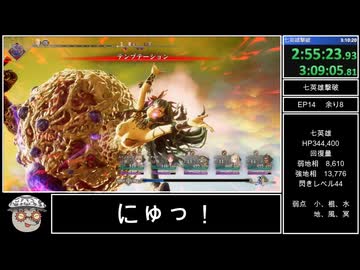 七英雄撃破 3:10:20
2:55:23.93
3:09:05.81
七英雄撃破
EP14 余り8
七英雄
HP344,400
回復量
弱地相 8,610
強地相 13,776
閃きレベル44
弱点 小、棍、水
地、風、冥
テンプテーション
にゅっ！